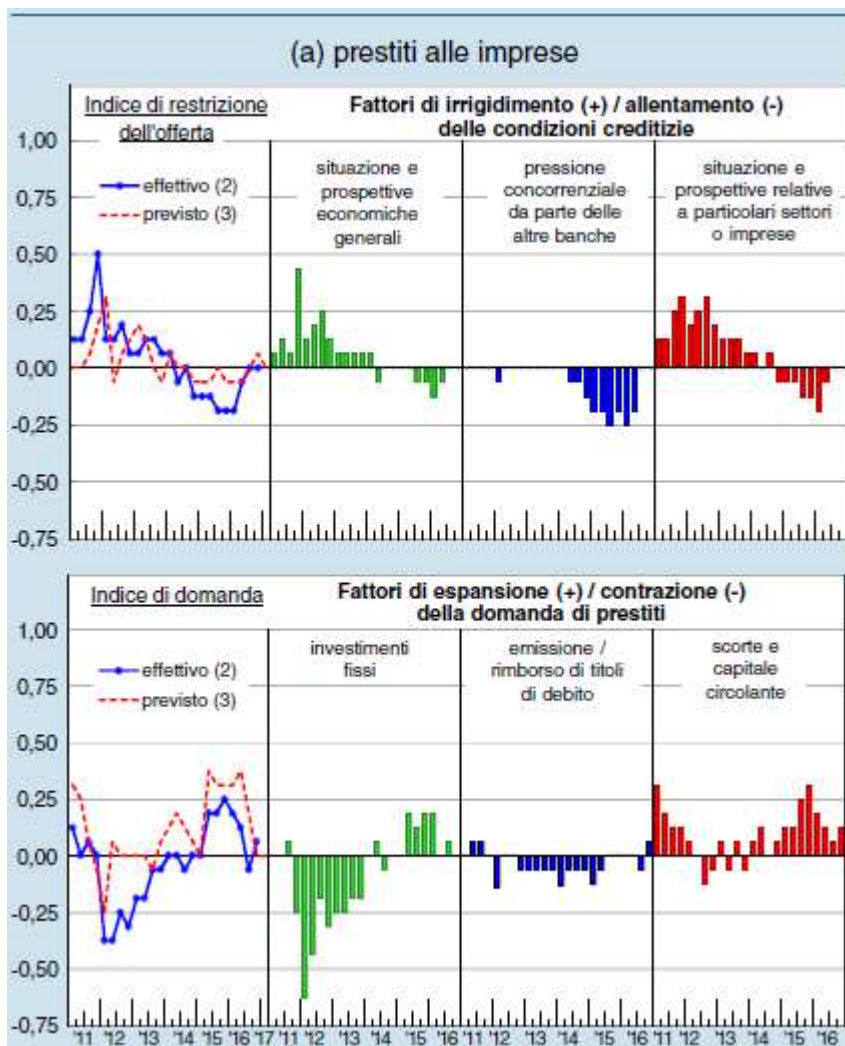 (a) prestiti alle imprese
Indice di restrizione
dell'offerta
Fattori di irrigidimento (+) / allentamento (-)
delle condizioni creditizie
effettivo (2)
previsto (3)
situazione e
prospettive
economiche
generali
pressione
concorrenziale
da parte delle
altre banche
situazione e
prospettive relative
a particolari settori
o imprese
1,00
0,75
0,50
0,25
0,00
-0,25
-0,50
-0,75
Indice di domanda
Fattori di espansione (+) / contrazione (-)
della domanda di prestiti
effettivo (2)
previsto (3)
investimenti
fissi
emissione /
rimborso di titoli
di debito
scorte e
capitale
circolante
1,00
0,75
0,50
0,25
0,00
-0,25
-0,50
-0,75
'11 '12 '13 '14 '15 '16 '17 '11 '12 '13 '14 '15 '16 '11 '12 '13 '14 '15 '16 '11 '12 '13 '14 '15 '16